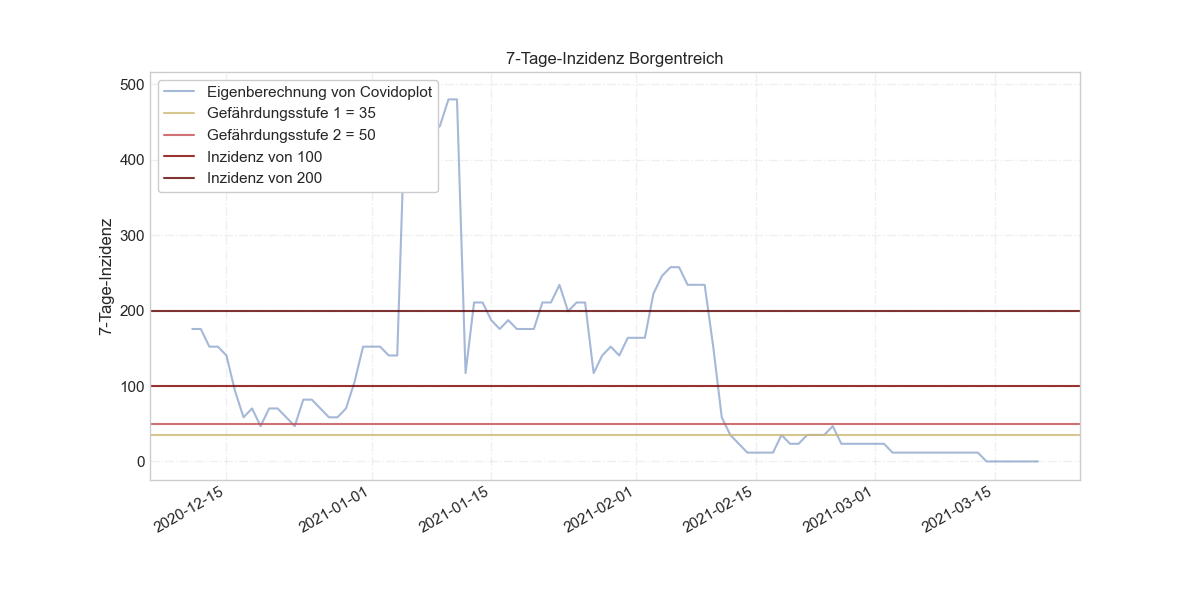 7-Tage-Inzidenz Borgentreich
Eigenberechnung von Covidoplot
Gefährdungsstufe 1 = 35
Gefährdungsstufe 2 = 50
Inzidenz von 100
Inzidenz von 200
7-Tage-Inzidenz
500
400
300
200
100
0
2020-12-15
2021-01-01
2021-01-15
2021-02-01
2021-02-15
2021-03-01
2021-03-15